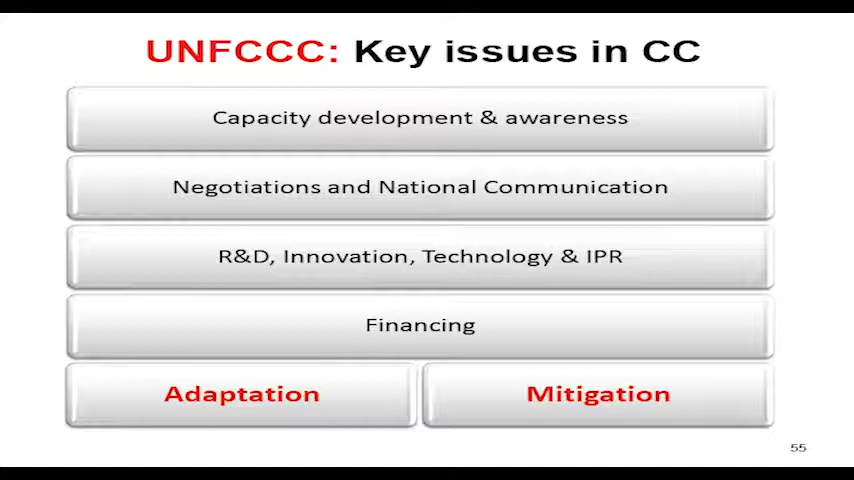 UNFCCC: Key issues in CC
Capacity development & awareness
Negotiations and National Communication
R&D, Innovation, Technology & IPR
Financing
Adaptation
Mitigation
55